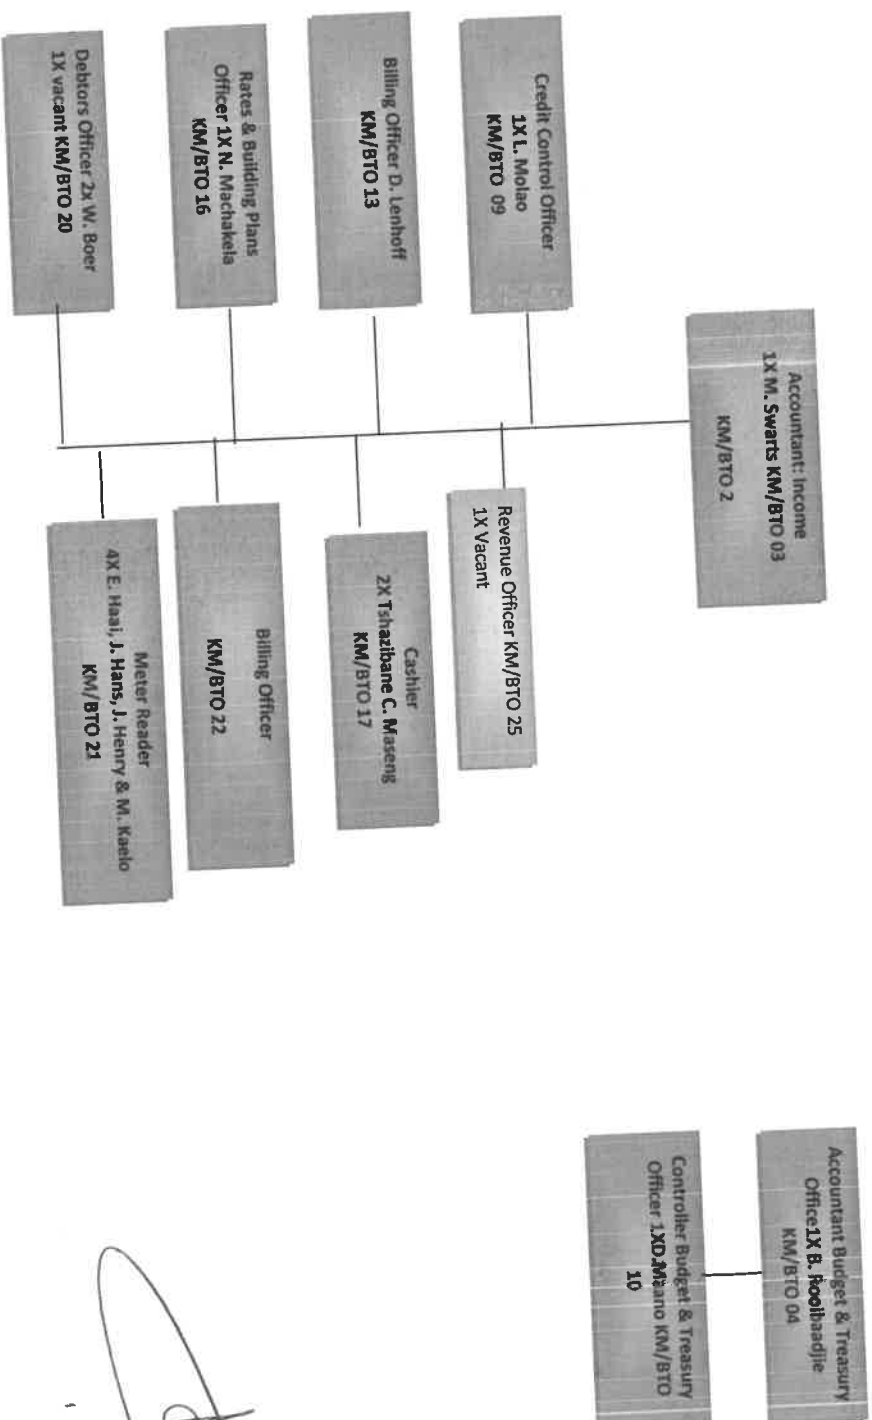 Accountant: Income
1X M. Swarts KM/BTO 03
KM/BTO 2
Credit Control Officer
1X L. Molao
KM/BTO 09
Billing Officer D. Lenhoff
KM/BTO 13
Rates & Building Plans
Officer 1X N. Machakela
KM/BTO 16
Debtors Officer 2x W. Boer
1X vacant KM/BTO 20
Revenue Officer KM/BTO 25
1X Vacant
Cashier
2X Tshazibane C. Maseng
KM/BTO 17
Billing Officer
KM/BTO 22
Meter Reader
4X E. Haai, J. Hans, J. Henry & M. Kaelo
KM/BTO 21
Accountant Budget & Treasury
Office1X B. Rooibaadjie
KM/BTO 04
Controller Budget & Treasury
Officer 1XD.Maano KM/BTO
10